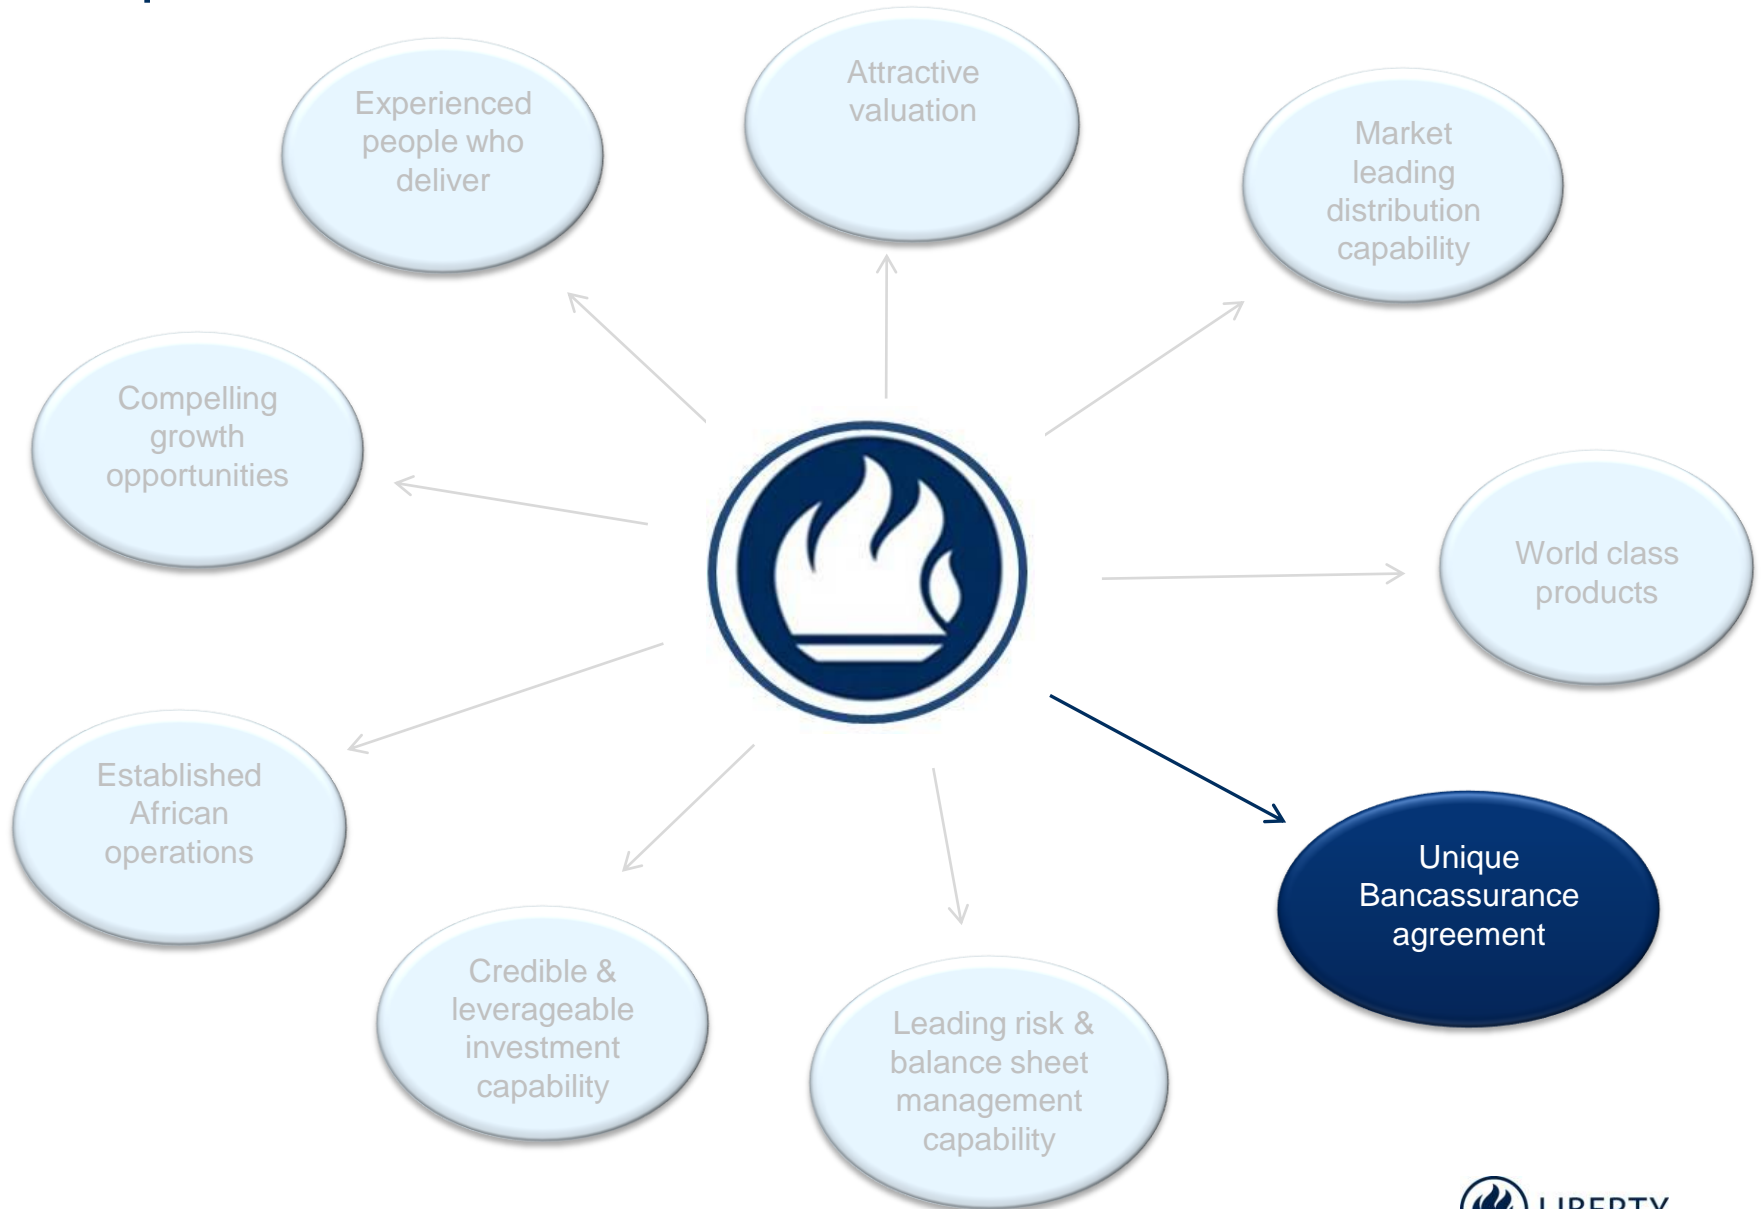 Attractive
valuation
Experienced
people who
deliver
Market
leading
distribution
capability
Compelling
growth
opportunities
World class
products
Established
African
operations
Unique
Bancassurance
agreement
Credible &
leverageable
investment
capability
Leading risk &
balance sheet
management
capability
LIBERTY